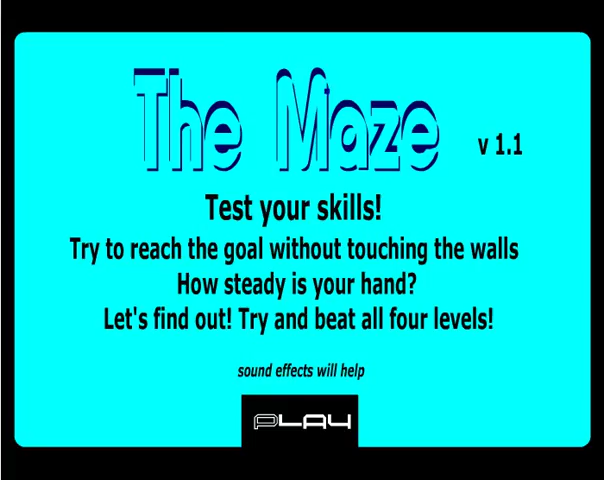 The Maze
v 1.1
Test your skills!
Try to reach the goal without touching the walls
How steady is your hand?
Let's find out! Try and beat all four levels!
sound effects will help
PLAY